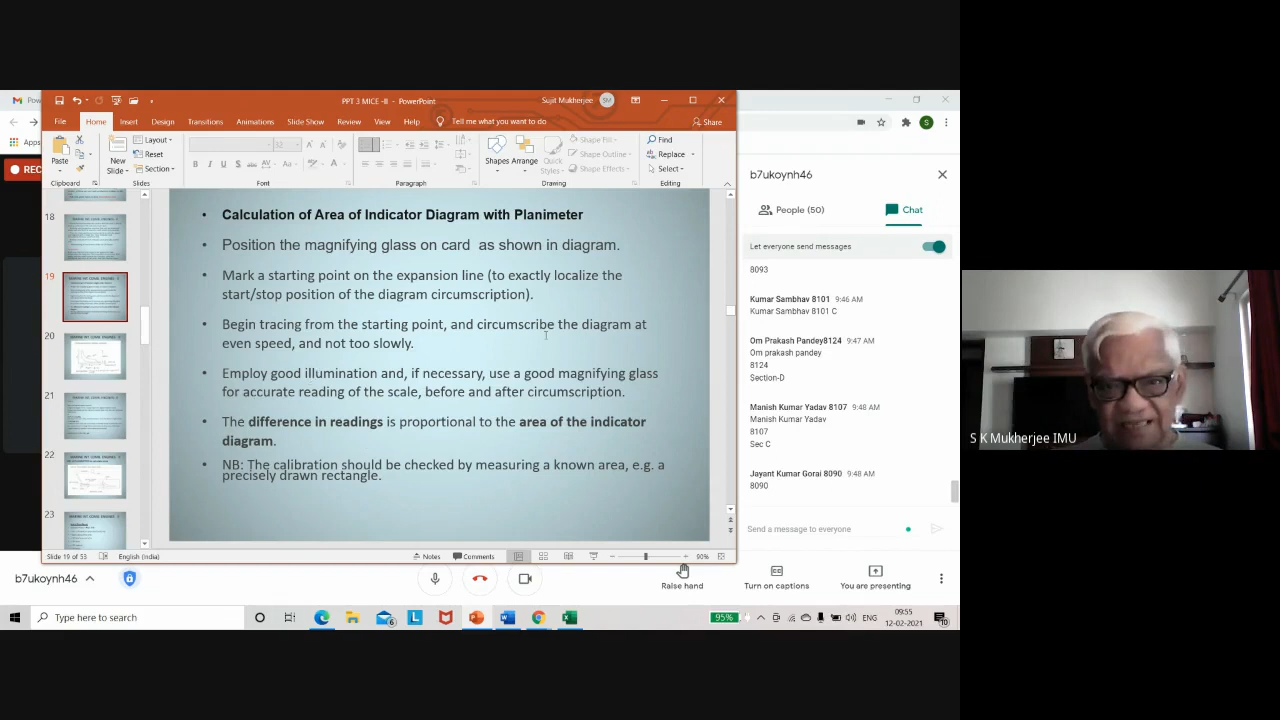 PPT 3 MICE -II - PowerPoint
Sujit Mukherjee
SM
File Home Insert Design Transitions Animations Slide Show Review View Help Tell me what you want to do Share
Paste
Clipboard
New
Slide
Layout
Reset
Section
Slides
Font
Paragraph
Shapes Arrange Quick
Styles
Shape Fill
Shape Outline
Shape Effects
Drawing
Find
Replace
Select
Editing
Apps
REC
18
19
20
21
22
23
• Calculation of Area of Indicator Diagram with Planimeter
• Position the magnifying glass on card as shown in diagram.
• Mark a starting point on the expansion line (to exactly localize the
start/stop position of the diagram circumscription).
• Begin tracing from the starting point, and circumscribe the diagram at
even speed, and not too slowly.
• Employ good illumination and, if necessary, use a good magnifying glass
for accurate reading of the scale, before and after circumscription.
• The difference in readings is proportional to the area of the indicator
diagram.
• NB: The calibration should be checked by measuring a known area, e.g. a
precisely drawn rectangle.
Slide 19 of 53 English (India) Notes Comments 90%
b7ukoynh46
People (50) Chat
Let everyone send messages
8093
Kumar Sambhav 8101 9:46 AM
Kumar Sambhav 8101 C
Om Prakash Pandey8124 9:47 AM
Om prakash pandey
8124
Section-D
Manish Kumar Yadav 8107 9:48 AM
Manish Kumar Yadav
8107
Sec C
Jayant Kumar Gorai 8090 9:48 AM
8090
Send a message to everyone
b7ukoynh46
Raise hand Turn on captions You are presenting
Type here to search
95%
ENG
09:55
12-02-2021
S K Mukherjee IMU